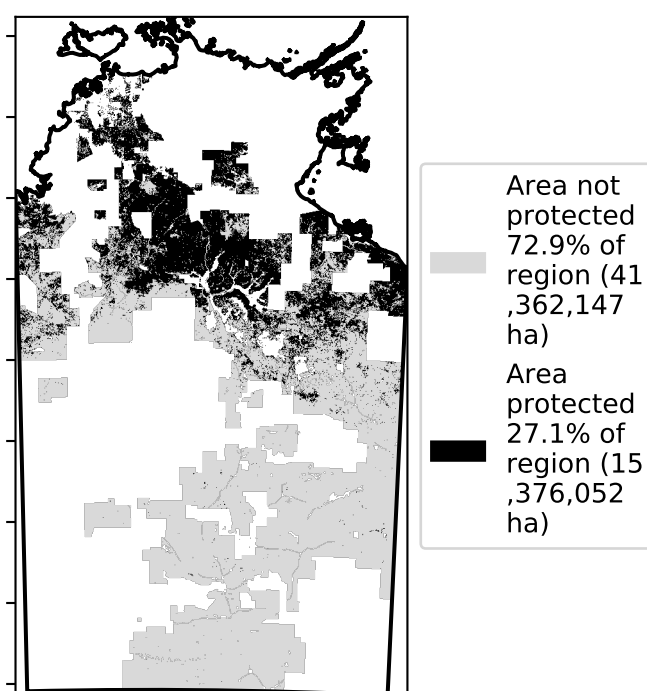 Area not
protected
72.9% of
region (41
,362,147
ha)
Area
protected
27.1% of
region (15
,376,052
ha)